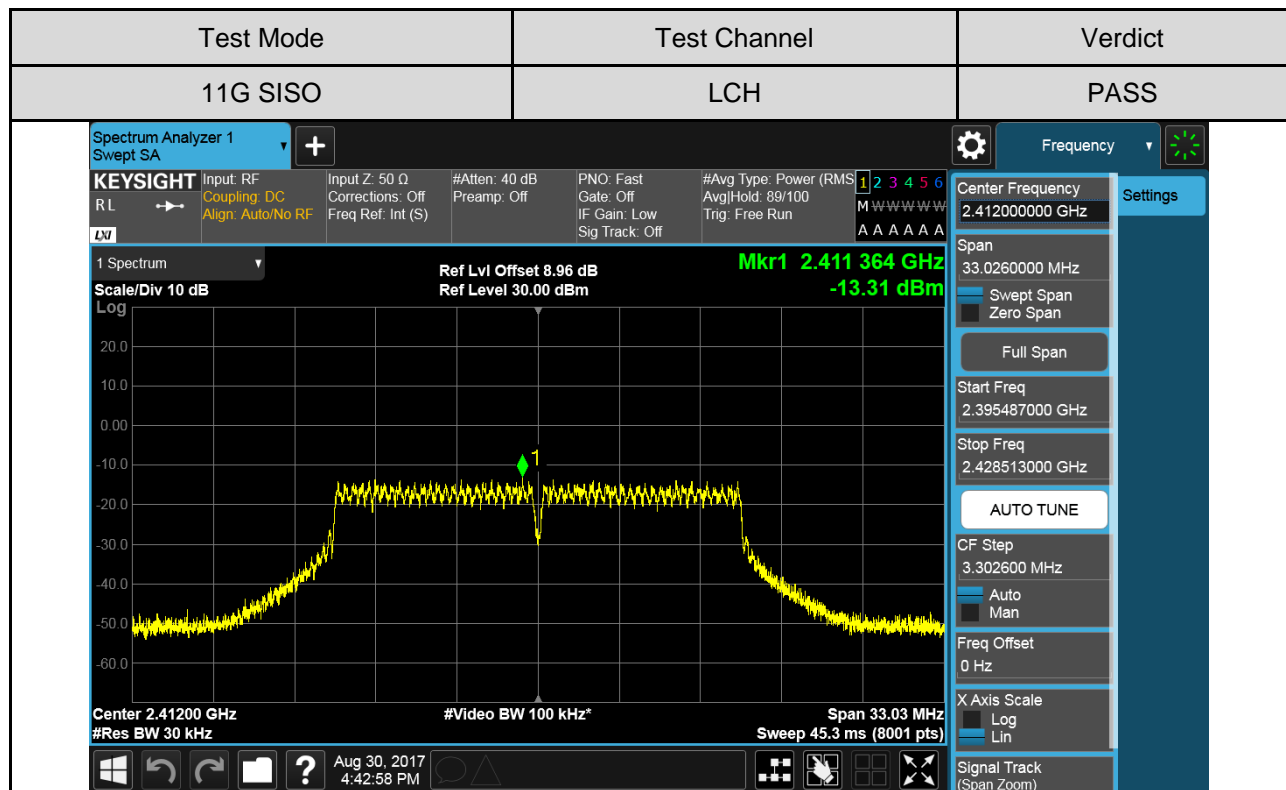 Test Mode Test Channel Verdict
11G SISO LCH PASS
Spectrum Analyzer 1
Swept SA
+
Frequency
KEYSIGHT
R L
LXI
Input: RF
Coupling: DC
Align: Auto/No RF
Input Z: 50 Ω
Corrections: Off
Freq Ref: Int (S)
#Atten: 40 dB
Preamp: Off
PNO: Fast
Gate: Off
IF Gain: Low
Sig Track: Off
#Avg Type: Power (RMS
Avg|Hold: 89/100
Trig: Free Run
1 2 3 4 5 6
M W W W W W
A A A A A A
1 Spectrum
Scale/Div 10 dB
Log
Ref Lvl Offset 8.96 dB
Ref Level 30.00 dBm
Mkr1 2.411 364 GHz
-13.31 dBm
20.0
10.0
0.00
-10.0
1
-20.0
-30.0
-40.0
-50.0
-60.0
Center 2.41200 GHz
#Res BW 30 kHz
#Video BW 100 kHz*
Span 33.03 MHz
Sweep 45.3 ms (8001 pts)
?
Aug 30, 2017
4:42:58 PM
Center Frequency
2.412000000 GHz
Settings
Span
33.0260000 MHz
Swept Span
Zero Span
Full Span
Start Freq
2.395487000 GHz
Stop Freq
2.428513000 GHz
AUTO TUNE
CF Step
3.302600 MHz
Auto
Man
Freq Offset
0 Hz
X Axis Scale
Log
Lin
Signal Track
(Span Zoom)